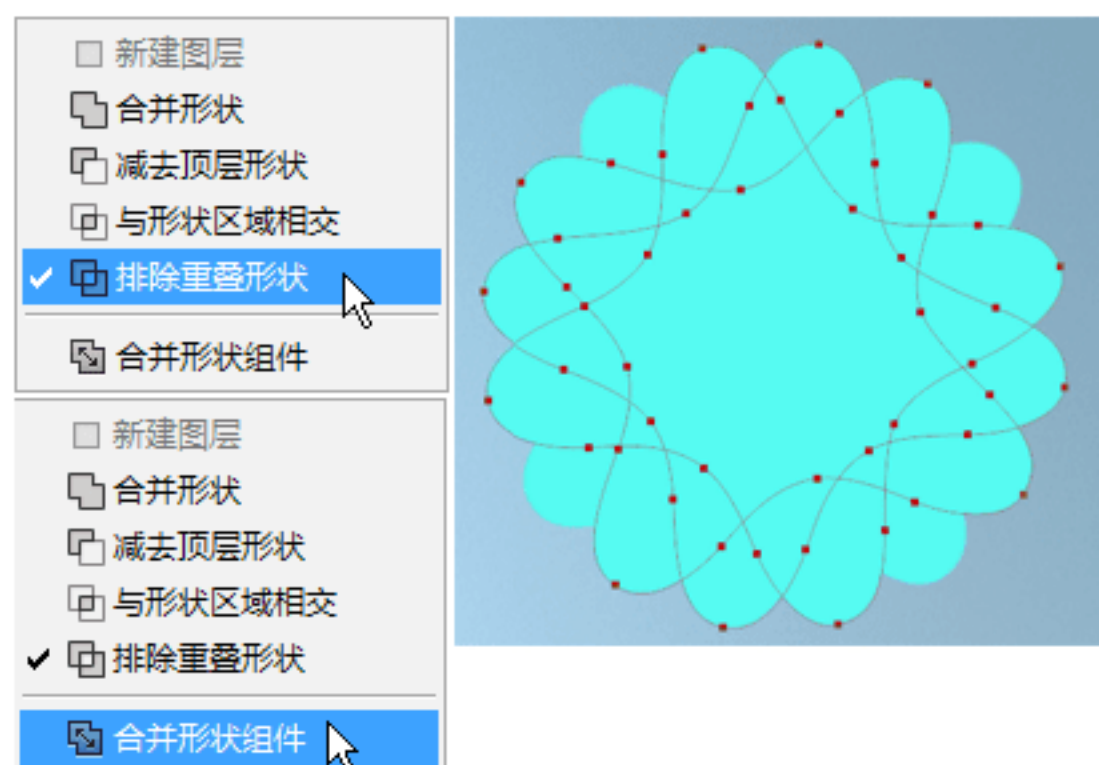 新建图层
合并形状
减去顶层形状
与形状区域相交
排除重叠形状
合并形状组件
新建图层
合并形状
减去顶层形状
与形状区域相交
排除重叠形状
合并形状组件